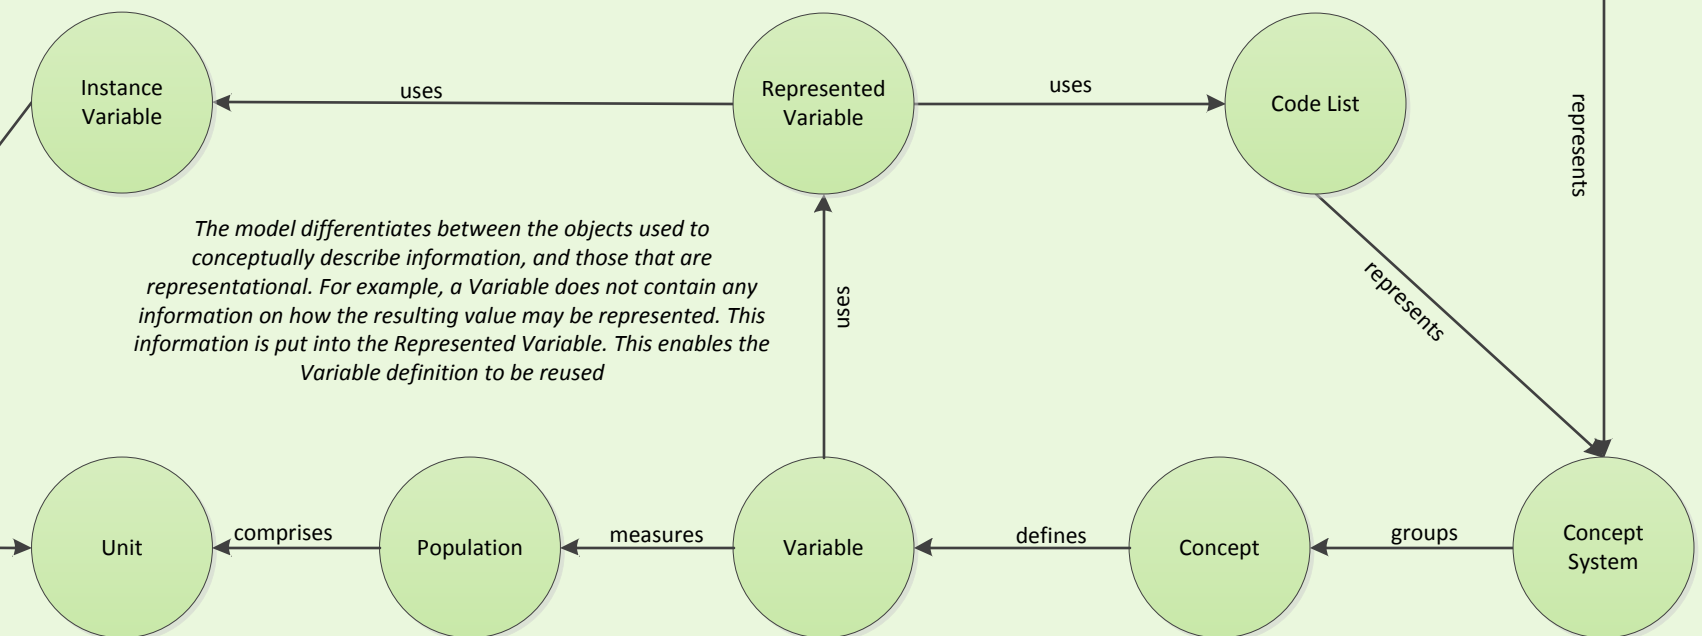 Instance
Variable
uses
Represented
Variable
uses
Code List
represents
The model differentiates between the objects used to
conceptually describe information, and those that are
representational. For example, a Variable does not contain any
information on how the resulting value may be represented. This
information is put into the Represented Variable. This enables the
Variable definition to be reused
uses
represents
Unit
comprises
Population
measures
Variable
defines
Concept
groups
Concept
System